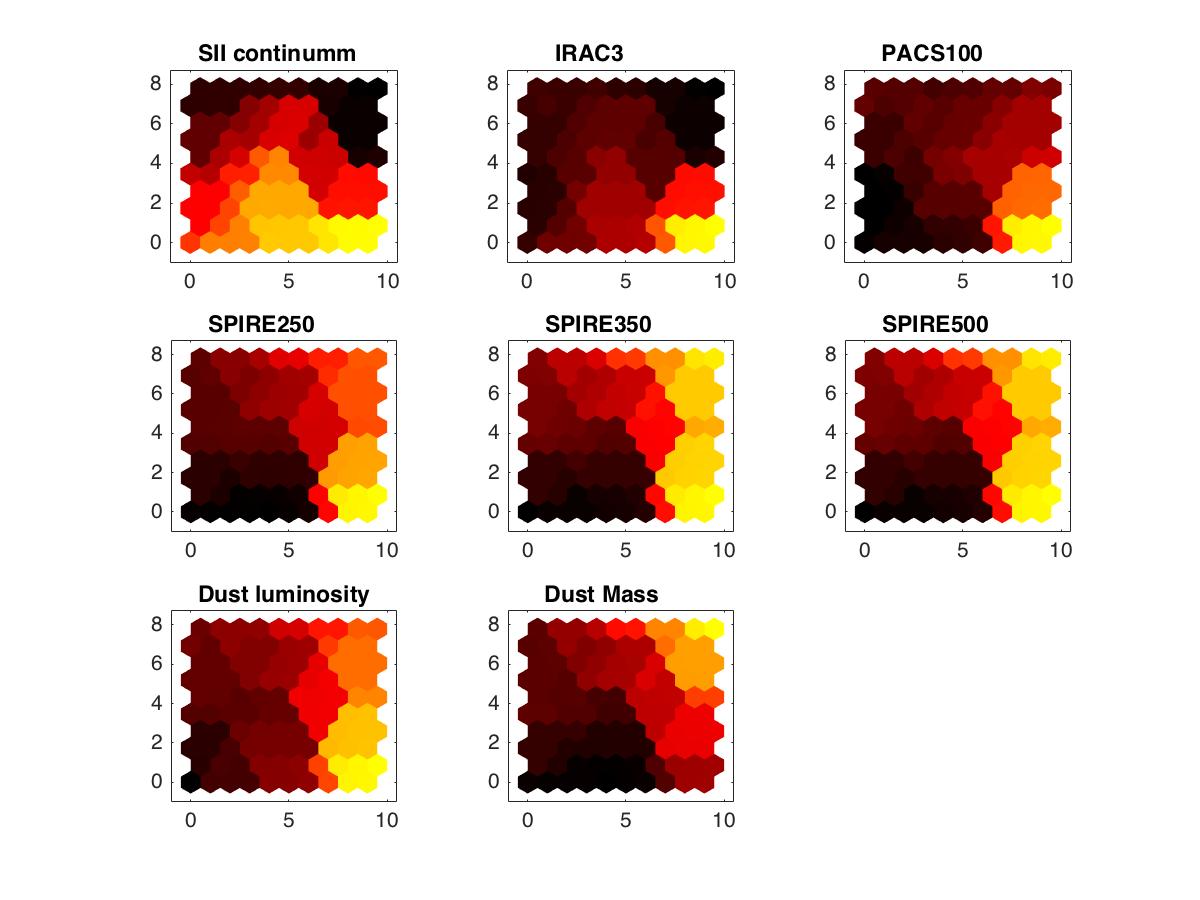 SII continumm IRAC3 PACS100
8 8 8
6 6 6
4 4 4
2 2 2
0 0 0
0 5 10 0 5 10 0 5 10
SPIRE250 SPIRE350 SPIRE500
8 8 8
6 6 6
4 4 4
2 2 2
0 0 0
0 5 10 0 5 10 0 5 10
Dust luminosity Dust Mass
8 8
6 6
4 4
2 2
0 0
0 5 10 0 5 10